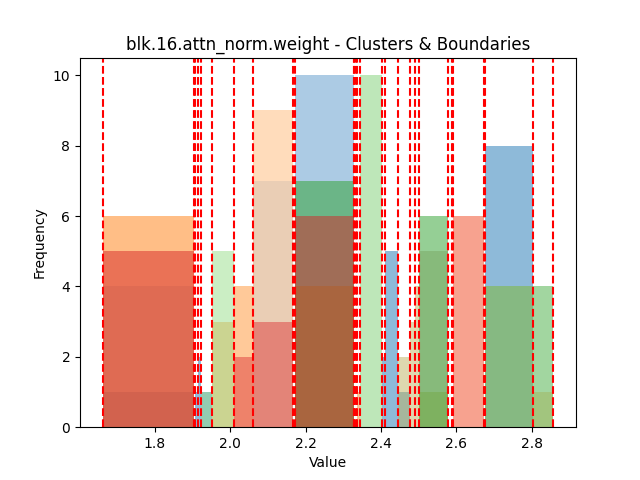 blk.16.attn_norm.weight - Clusters & Boundaries
Frequency
10
8
6
4
2
0
1.8 2.0 2.2 2.4 2.6 2.8
Value